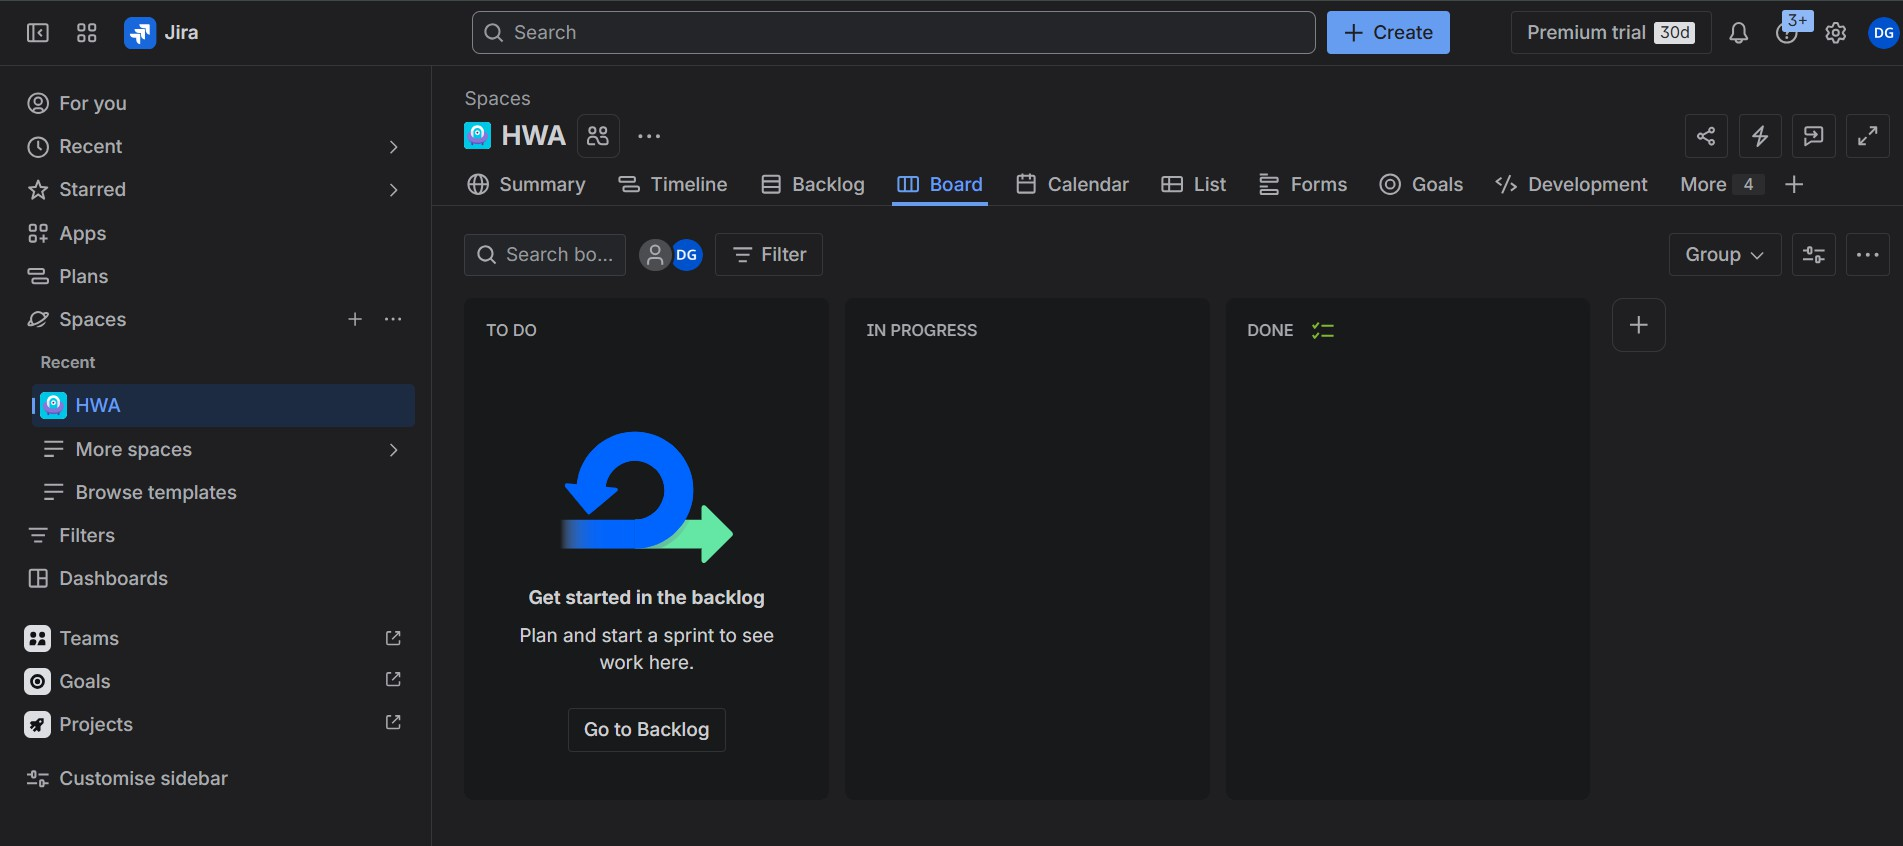 Jira
Search
Create
Premium trial 30d
3+
DG
For you
Recent
Starred
Apps
Plans
Spaces
Recent
HWA
More spaces
Browse templates
Filters
Dashboards
Teams
Goals
Projects
Customise sidebar
Spaces
HWA
Summary Timeline Backlog Board Calendar List Forms Goals Development More 4
Search bo... DG Filter Group
TO DO
Get started in the backlog
Plan and start a sprint to see
work here.
Go to Backlog
IN PROGRESS
DONE